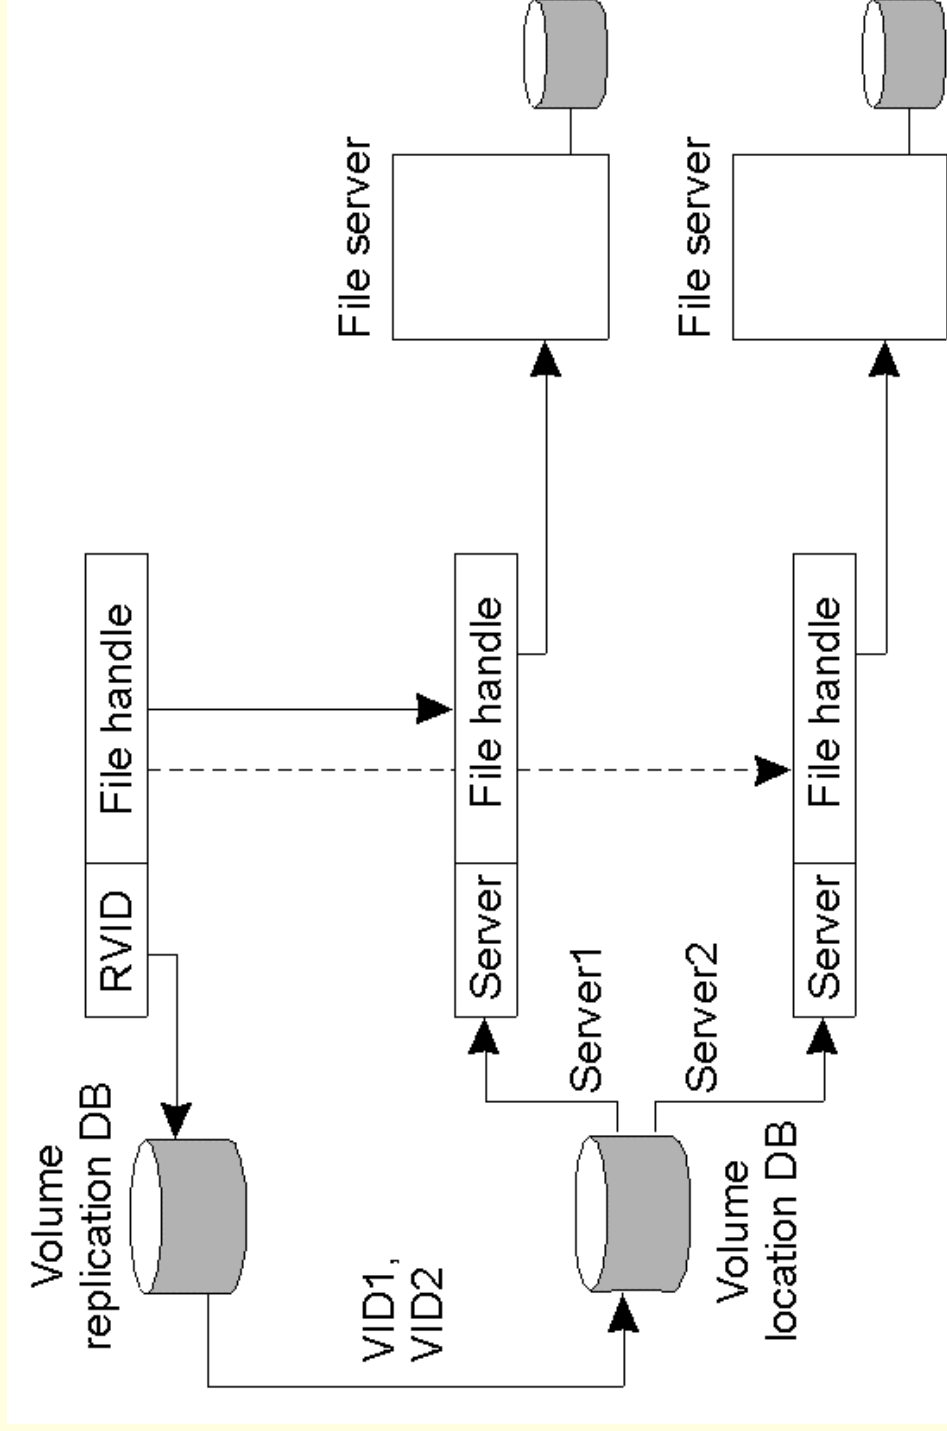 Volume
replication DB
RVID
File handle
File server
VID1,
VID2
Server
File handle
Server1
Server2
File server
Volume
location DB
Server
File handle